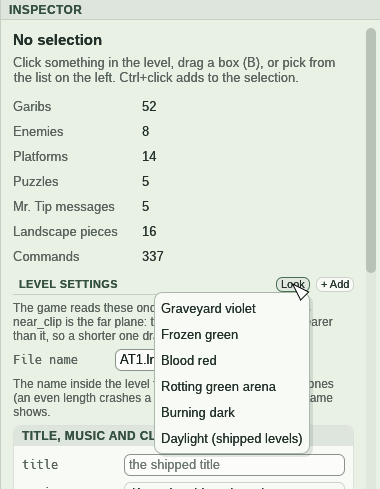 INSPECTOR
No selection
Click something in the level, drag a box (B), or pick from
the list on the left. Ctrl+click adds to the selection.
Garibs 52
Enemies 8
Platforms 14
Puzzles 5
Mr. Tip messages 5
Landscape pieces 16
Commands 337
LEVEL SETTINGS Look + Add
The game reads these onc
near_clip is the far plane: t earer
than it, so a shorter one dr
File name AT1.
The name inside the level ones
(an even length crashes a ame
shows.
Graveyard violet
Frozen green
Blood red
Rotting green arena
Burning dark
Daylight (shipped levels)
TITLE, MUSIC AND CL
title the shipped title